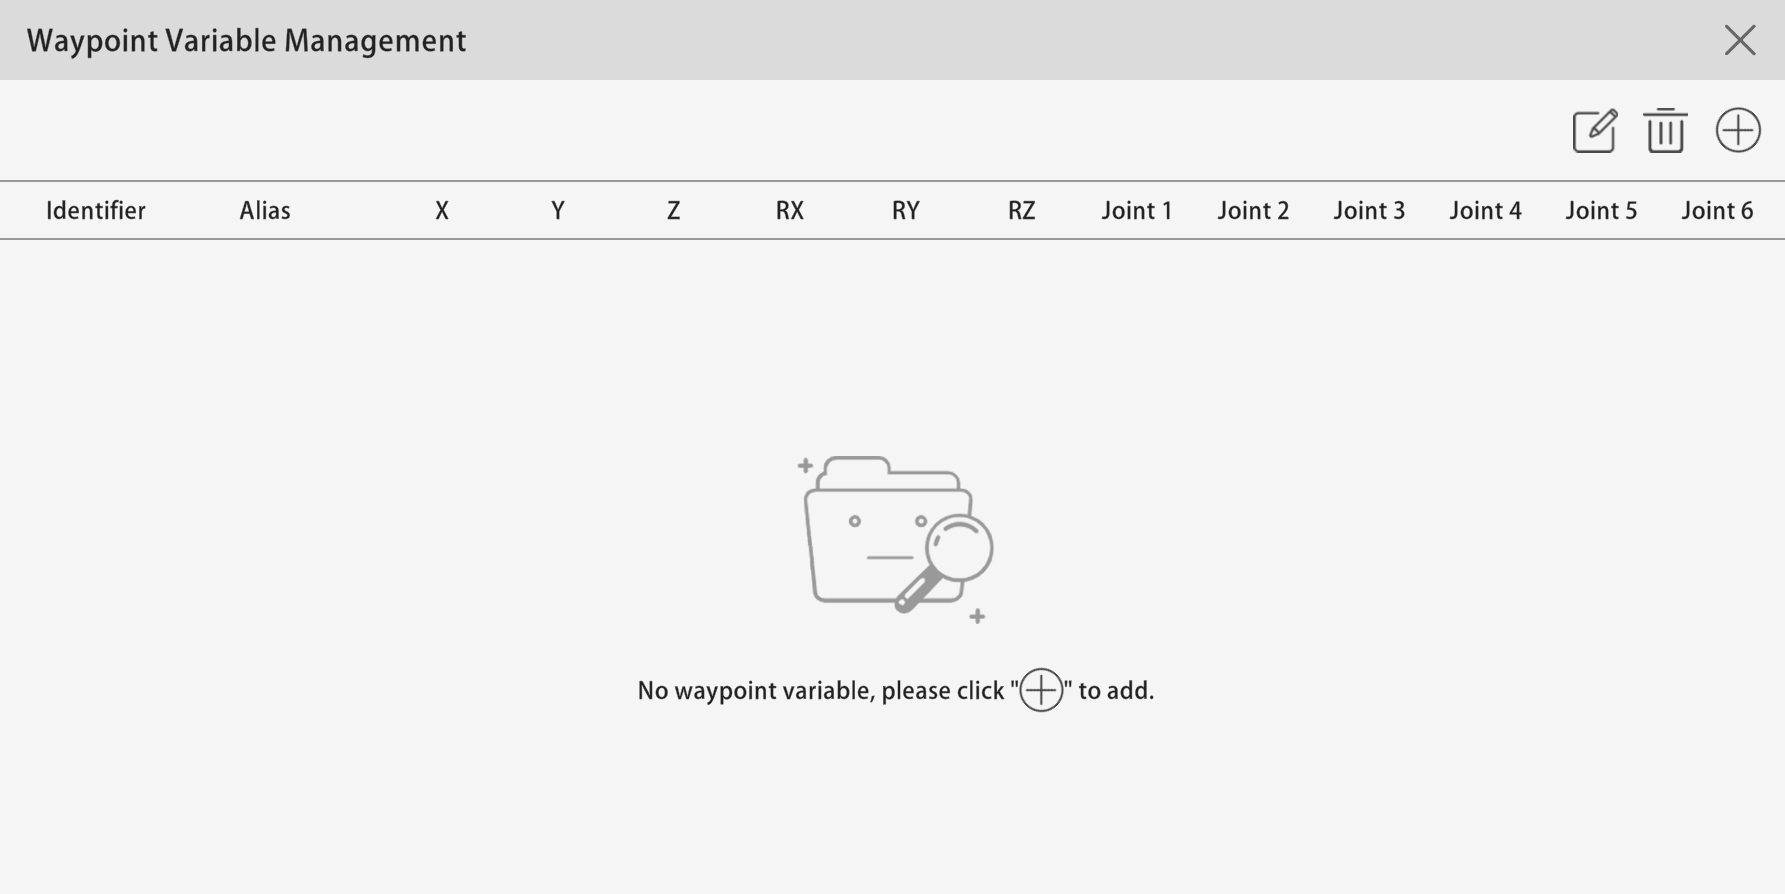 Waypoint Variable Management
Identifier Alias X Y Z RX RY RZ Joint 1 Joint 2 Joint 3 Joint 4 Joint 5 Joint 6
No waypoint variable, please click "⊕" to add.